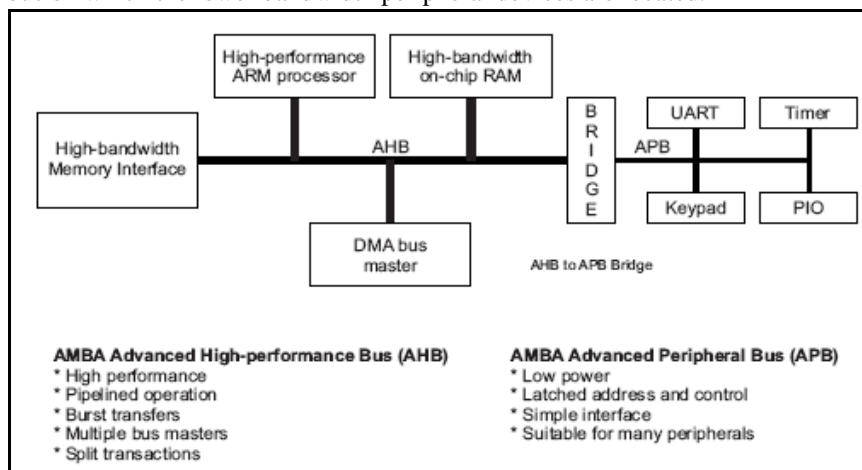 High-performance
ARM processor
High-bandwidth
on-chip RAM
High-bandwidth
Memory Interface
AHB
B
R
I
D
G
E
APB
UART
Timer
Keypad
PIO
DMA bus
master
AHB to APB Bridge
AMBA Advanced High-performance Bus (AHB)
* High performance
* Pipelined operation
* Burst transfers
* Multiple bus masters
* Split transactions
AMBA Advanced Peripheral Bus (APB)
* Low power
* Latched address and control
* Simple interface
* Suitable for many peripherals